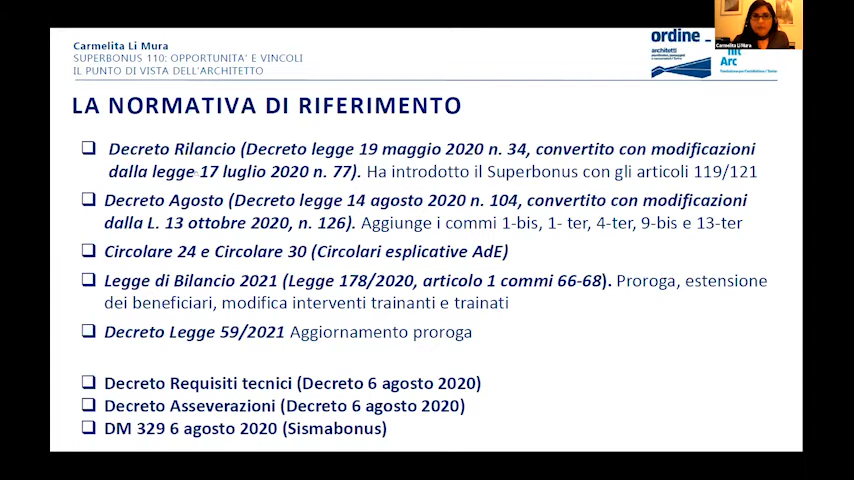 Carmelita Li Mura
SUPERBONUS 110: OPPORTUNITA' E VINCOLI
IL PUNTO DI VISTA DELL'ARCHITETTO
ordine
architetti
Arc
Carmelita Li Mura
LA NORMATIVA DI RIFERIMENTO
Decreto Rilancio (Decreto legge 19 maggio 2020 n. 34, convertito con modificazioni
dalla legge 17 luglio 2020 n. 77). Ha introdotto il Superbonus con gli articoli 119/121
Decreto Agosto (Decreto legge 14 agosto 2020 n. 104, convertito con modificazioni
dalla L. 13 ottobre 2020, n. 126). Aggiunge i commi 1-bis, 1- ter, 4-ter, 9-bis e 13-ter
Circolare 24 e Circolare 30 (Circolari esplicative AdE)
Legge di Bilancio 2021 (Legge 178/2020, articolo 1 commi 66-68). Proroga, estensione
dei beneficiari, modifica interventi trainanti e trainati
Decreto Legge 59/2021 Aggiornamento proroga
Decreto Requisiti tecnici (Decreto 6 agosto 2020)
Decreto Asseverazioni (Decreto 6 agosto 2020)
DM 329 6 agosto 2020 (Sismabonus)